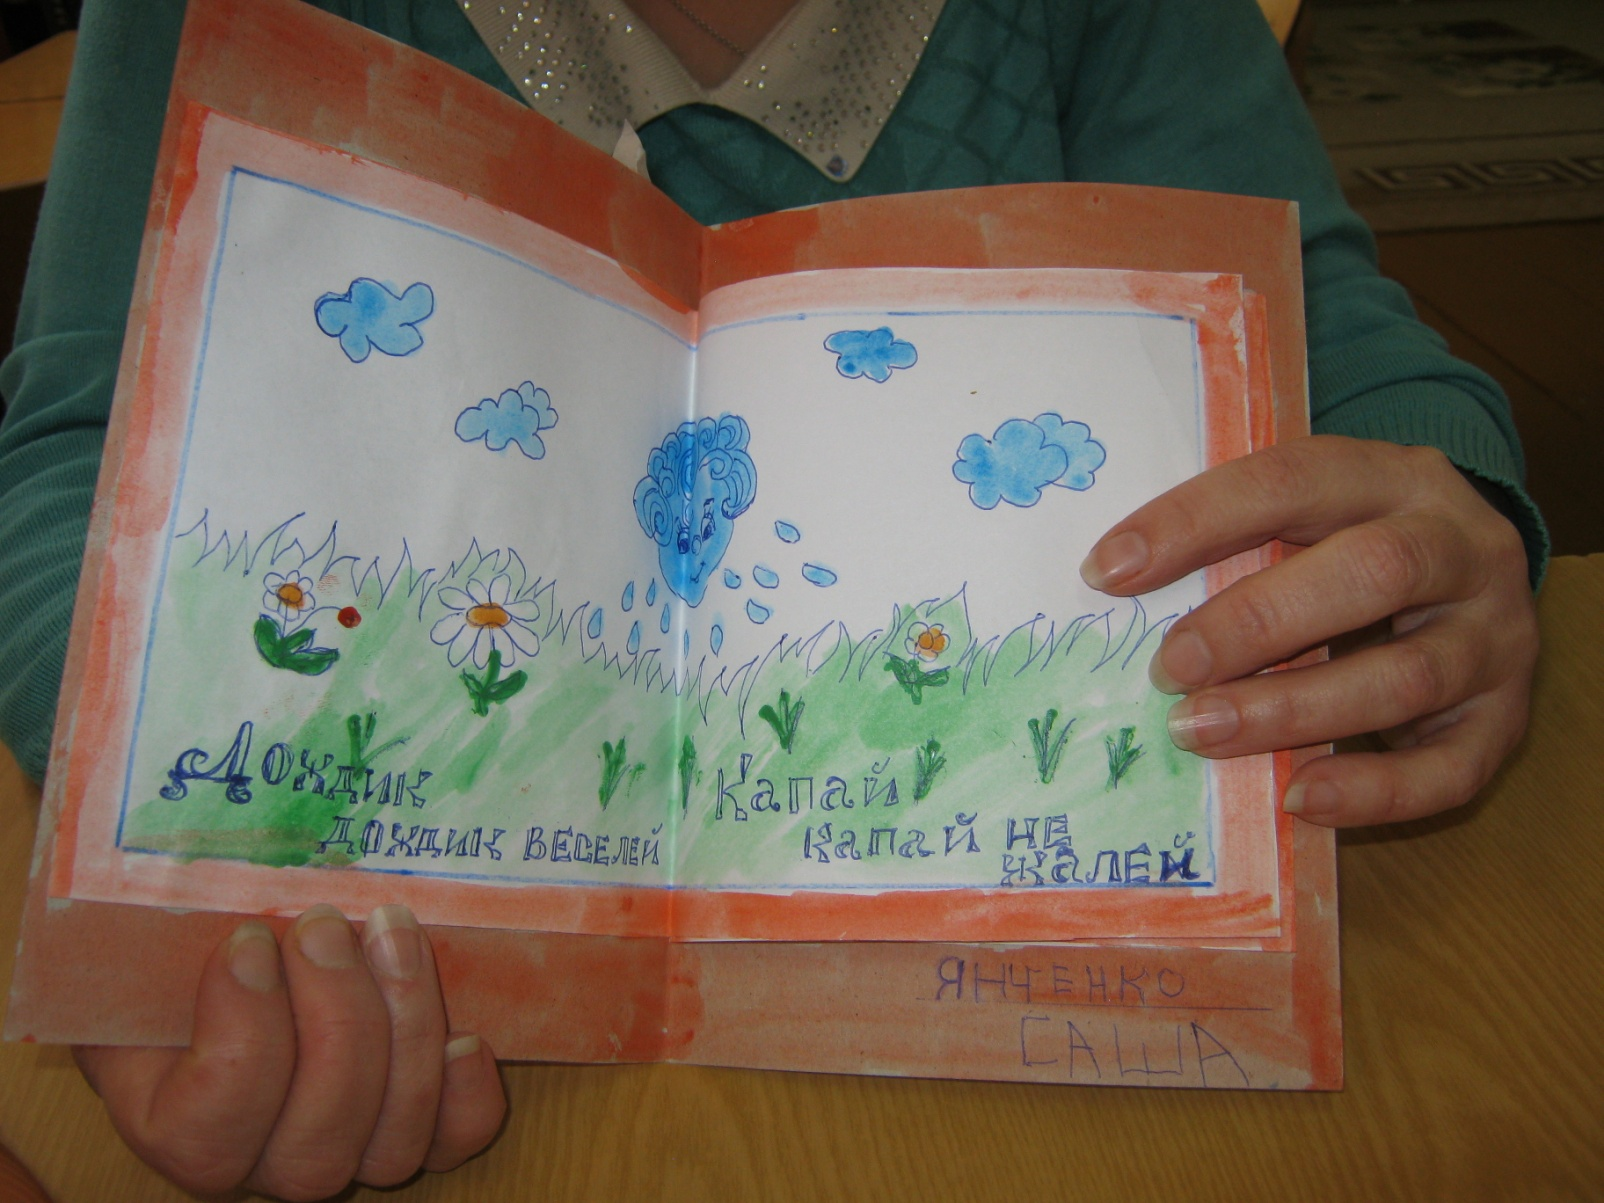 Дождик
дождик веселей
Капай
капай не
жалей
Янченко
Саша